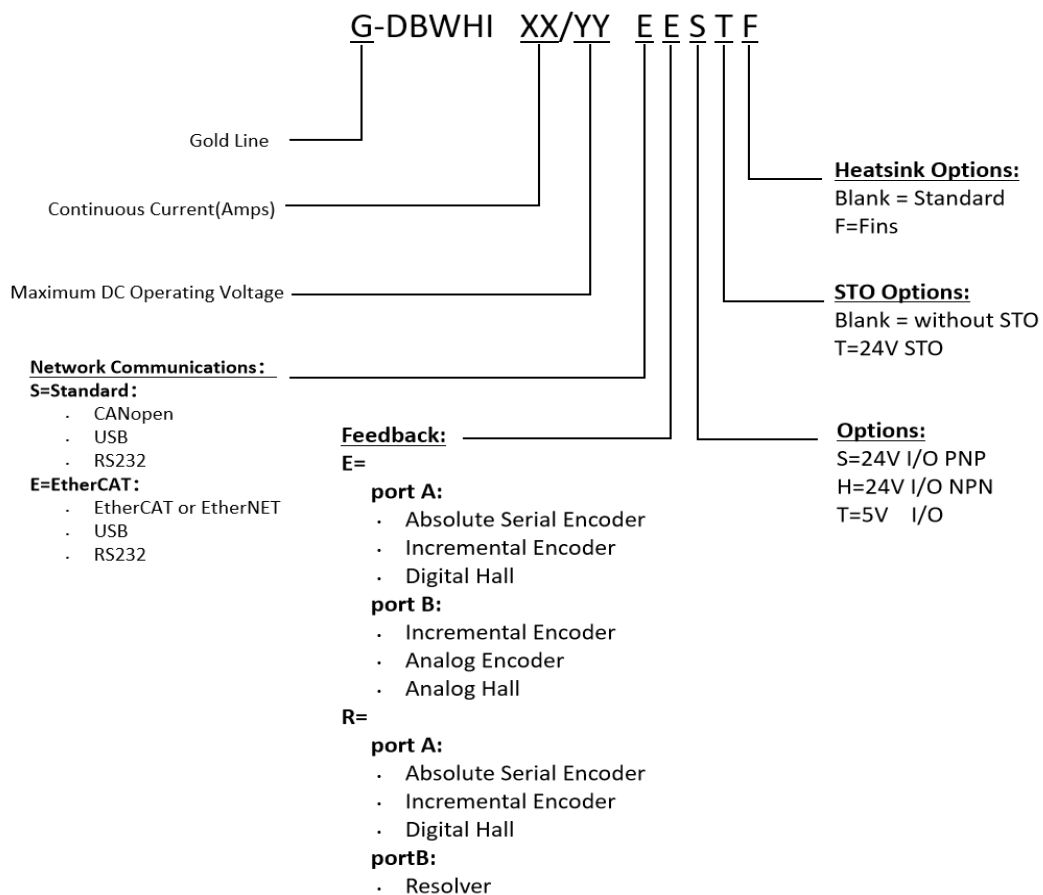 G-DBWHI XX/YY E E S T F
Gold Line
Continuous Current(Amps)
Maximum DC Operating Voltage
Network Communications：
S=Standard：
· CANopen
· USB
· RS232
E=EtherCAT：
· EtherCAT or EtherNET
· USB
· RS232
Feedback:
E=
port A:
· Absolute Serial Encoder
· Incremental Encoder
· Digital Hall
port B:
· Incremental Encoder
· Analog Encoder
· Analog Hall
R=
port A:
· Absolute Serial Encoder
· Incremental Encoder
· Digital Hall
portB:
· Resolver
Heatsink Options:
Blank = Standard
F=Fins
STO Options:
Blank = without STO
T=24V STO
Options:
S=24V I/O PNP
H=24V I/O NPN
T=5V I/O